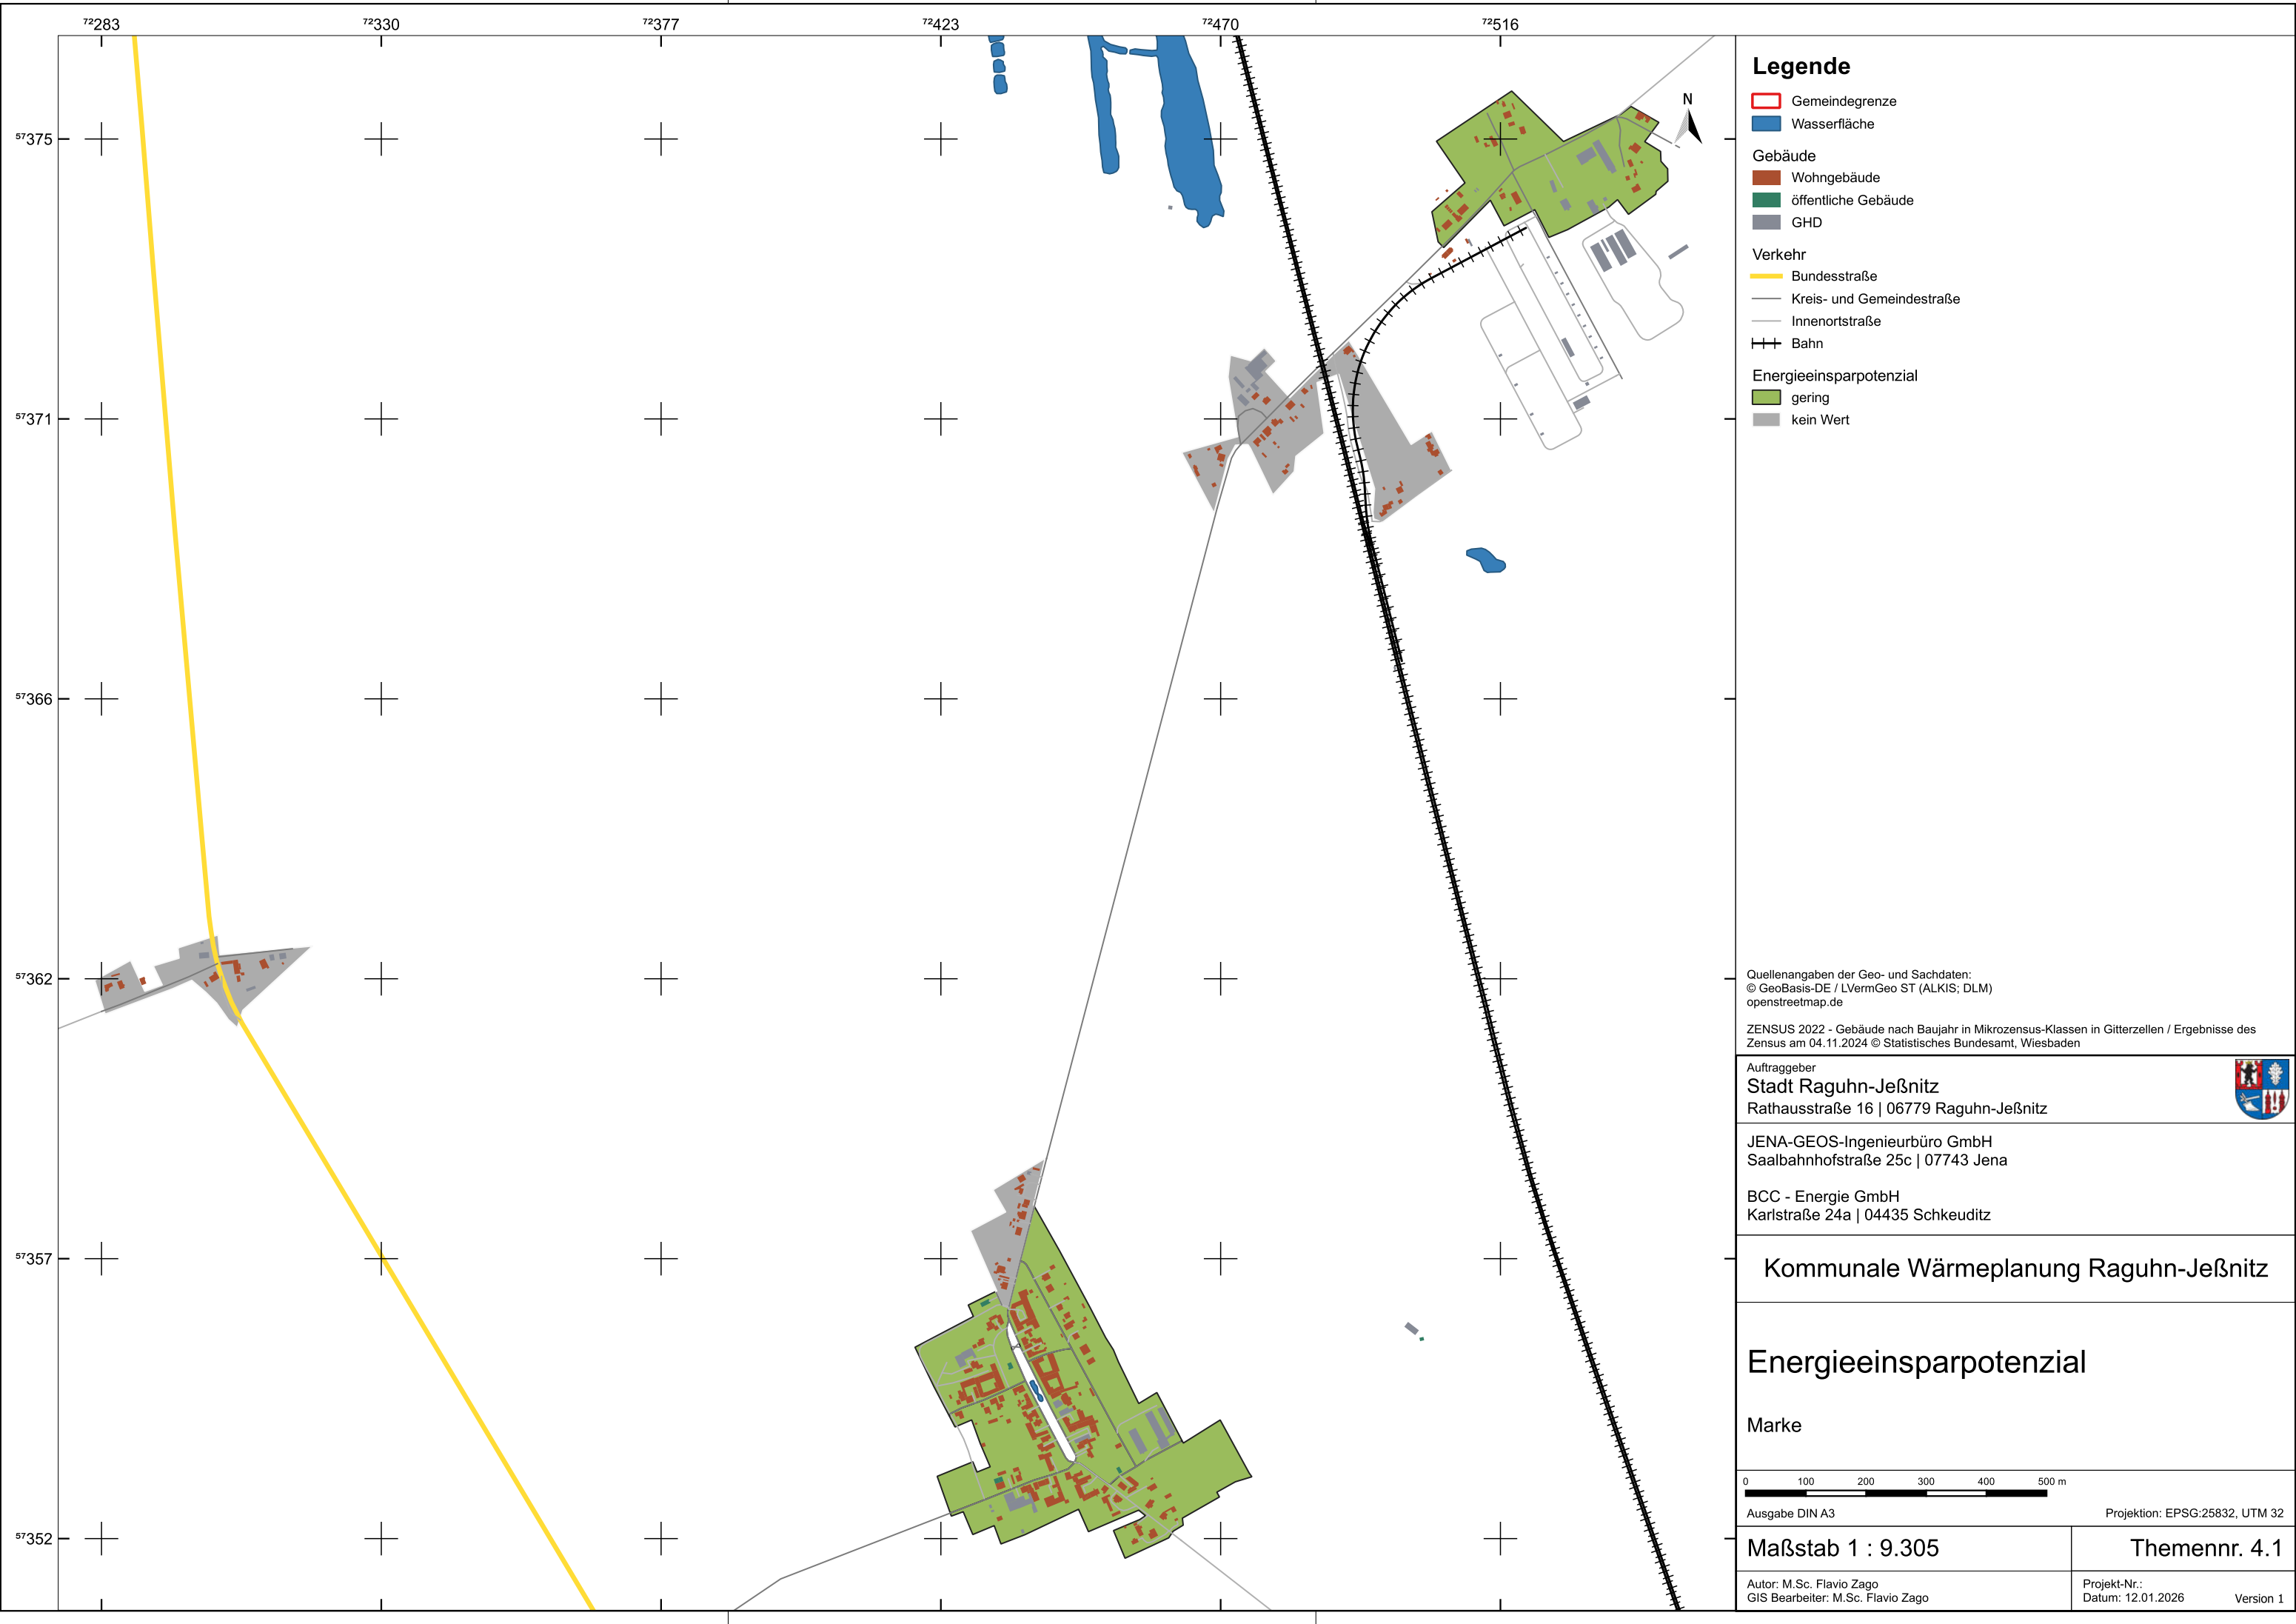 72283 72330 72377 72423 72470 72516
57375
57371
57366
57362
57357
57352
N
Legende
Gemeindegrenze
Wasserfläche
Gebäude
Wohngebäude
öffentliche Gebäude
GHD
Verkehr
Bundesstraße
Kreis- und Gemeindestraße
Innenortstraße
Bahn
Energieeinsparpotenzial
gering
kein Wert
Quellenangaben der Geo- und Sachdaten:
© GeoBasis-DE / LVermGeo ST (ALKIS; DLM)
openstreetmap.de
ZENSUS 2022 - Gebäude nach Baujahr in Mikrozensus-Klassen in Gitterzellen / Ergebnisse des
Zensus am 04.11.2024 © Statistisches Bundesamt, Wiesbaden
Auftraggeber
Stadt Raguhn-Jeßnitz
Rathausstraße 16 | 06779 Raguhn-Jeßnitz
JENA-GEOS-Ingenieurbüro GmbH
Saalbahnhofstraße 25c | 07743 Jena
BCC - Energie GmbH
Karlstraße 24a | 04435 Schkeuditz
Kommunale Wärmeplanung Raguhn-Jeßnitz
Energieeinsparpotenzial
Marke
0 100 200 300 400 500 m
Ausgabe DIN A3 Projektion: EPSG:25832, UTM 32
Maßstab 1 : 9.305 Themennr. 4.1
Autor: M.Sc. Flavio Zago Projekt-Nr.:
GIS Bearbeiter: M.Sc. Flavio Zago Datum: 12.01.2026 Version 1